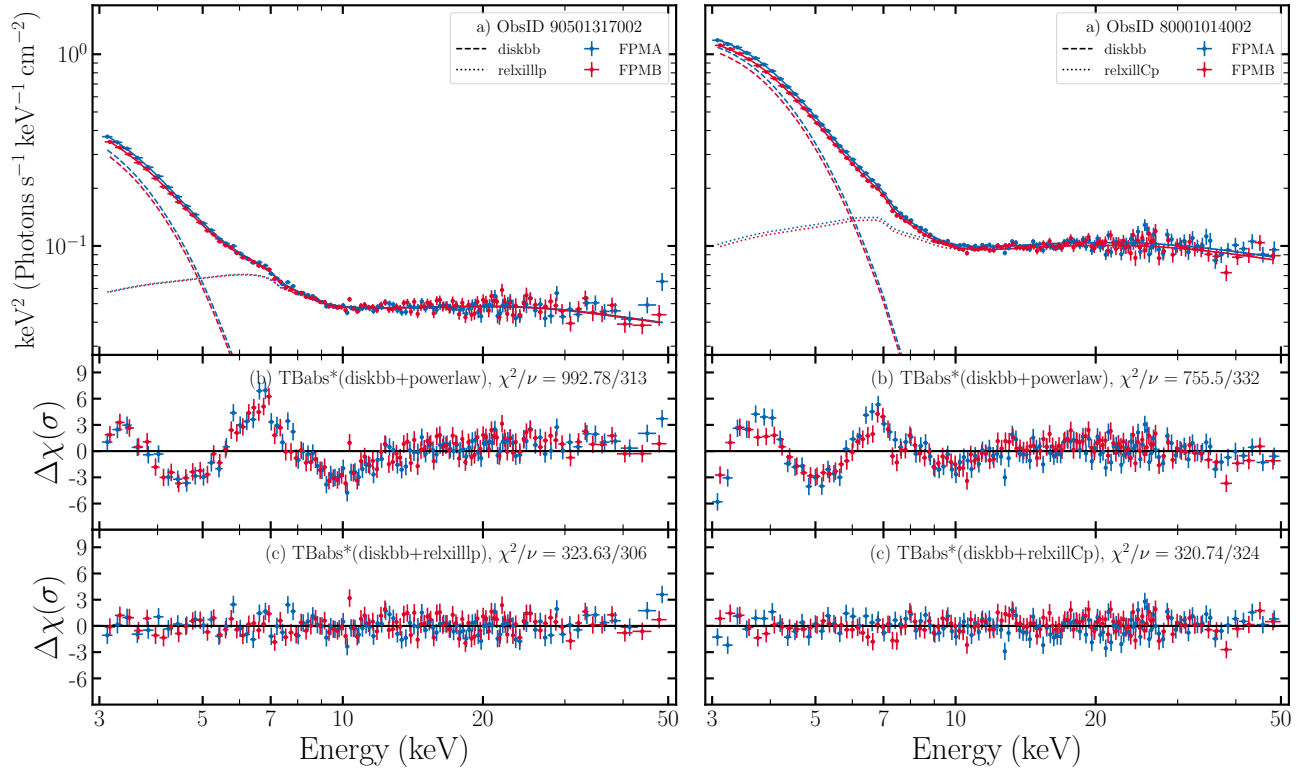 a) ObsID 90501317002
diskbb FPMA
relxilllp FPMB
a) ObsID 80001014002
diskbb FPMA
relxillCp FPMB
keV² (Photons s⁻¹ keV⁻¹ cm⁻²)
10⁰
10⁻¹
(b) TBabs*(diskbb+powerlaw), χ²/ν = 992.78/313
(b) TBabs*(diskbb+powerlaw), χ²/ν = 755.5/332
Δχ(σ)
9
6
3
0
-3
-6
(c) TBabs*(diskbb+relxilllp), χ²/ν = 323.63/306
(c) TBabs*(diskbb+relxillCp), χ²/ν = 320.74/324
Δχ(σ)
9
6
3
0
-3
-6
3 5 7 10 20 50
3 5 7 10 20 50
Energy (keV)
Energy (keV)